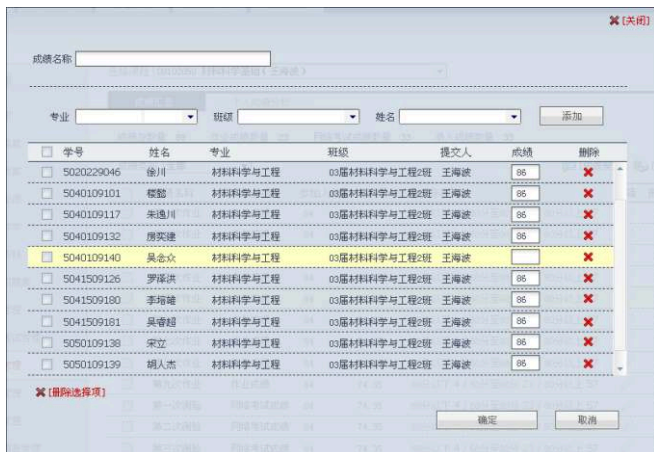 [关闭]
成绩名称
专业 班级 姓名 添加
学号 姓名 专业 班级 提交人 成绩 删除
5020229046 徐川 材料科学与工程 03届材料科学与工程2班 王海波 86
5040109101 楼懿 材料科学与工程 03届材料科学与工程2班 王海波 86
5040109117 朱逸川 材料科学与工程 03届材料科学与工程2班 王海波 86
5040109132 房奕建 材料科学与工程 03届材料科学与工程2班 王海波 86
5040109140 吴念众 材料科学与工程 03届材料科学与工程2班 王海波
5041509126 罗泽洪 材料科学与工程 03届材料科学与工程2班 王海波 86
5041509180 李培雄 材料科学与工程 03届材料科学与工程2班 王海波 86
5041509181 吴睿超 材料科学与工程 03届材料科学与工程2班 王海波 86
5050109138 宋立 材料科学与工程 03届材料科学与工程2班 王海波 86
5050109139 胡人杰 材料科学与工程 03届材料科学与工程2班 王海波 86
[删除选择项]
确定 取消